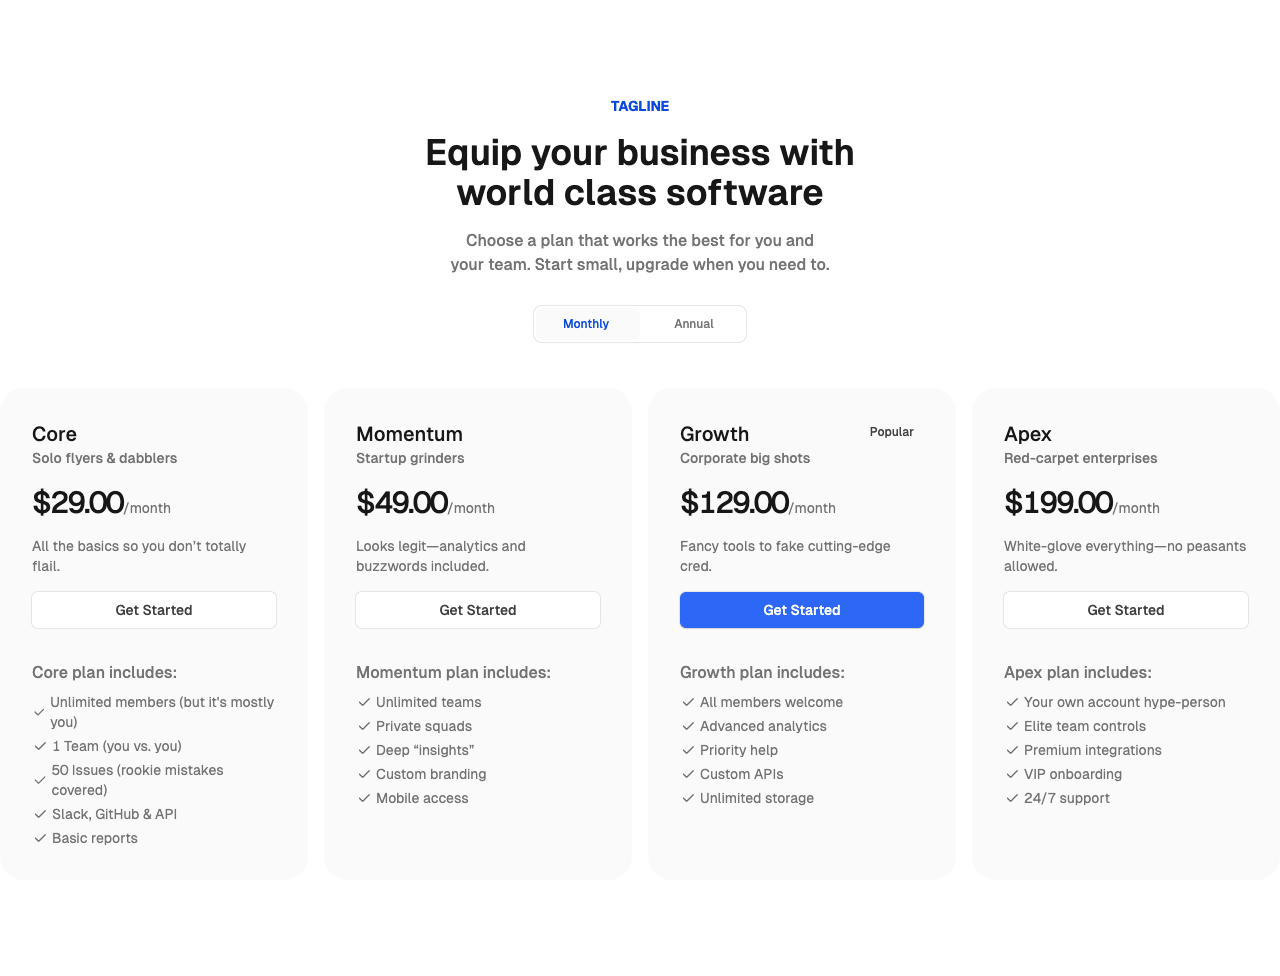 TAGLINE
Equip your business with
world class software
Choose a plan that works the best for you and
your team. Start small, upgrade when you need to.
Monthly
Annual
Core
Solo flyers & dabblers
$29.00/month
All the basics so you don’t totally
flail.
Get Started
Core plan includes:
Unlimited members (but it's mostly
you)
1 Team (you vs. you)
50 Issues (rookie mistakes
covered)
Slack, GitHub & API
Basic reports
Momentum
Startup grinders
$49.00/month
Looks legit—analytics and
buzzwords included.
Get Started
Momentum plan includes:
Unlimited teams
Private squads
Deep “insights”
Custom branding
Mobile access
Growth
Popular
Corporate big shots
$129.00/month
Fancy tools to fake cutting-edge
cred.
Get Started
Growth plan includes:
All members welcome
Advanced analytics
Priority help
Custom APIs
Unlimited storage
Apex
Red-carpet enterprises
$199.00/month
White-glove everything—no peasants
allowed.
Get Started
Apex plan includes:
Your own account hype-person
Elite team controls
Premium integrations
VIP onboarding
24/7 support